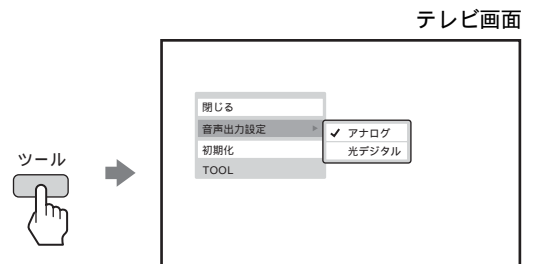 テレビ画面
閉じる
音声出力設定
✔ アナログ
初期化
光デジタル
ツール
TOOL